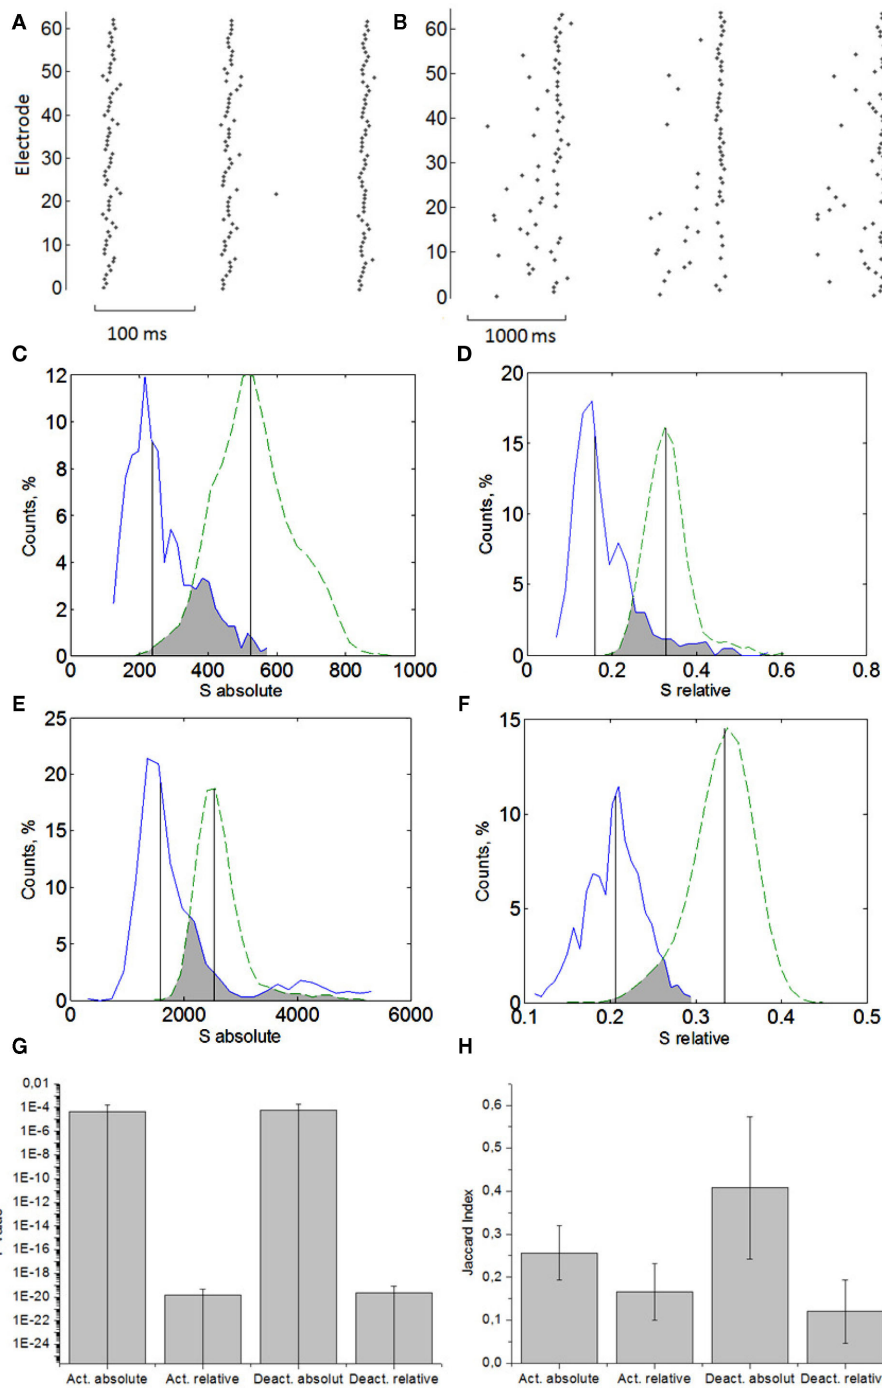 A
B
60
50
40
30
20
10
0
Electrode
100 ms
60
50
40
30
20
10
0
1000 ms
C
D
12
10
8
6
4
2
0
Counts, %
0 200 400 600 800 1000
S absolute
20
15
10
5
0
Counts, %
0 0.2 0.4 0.6 0.8
S relative
E
F
25
20
15
10
5
0
Counts, %
0 2000 4000 6000
S absolute
15
10
5
0
Counts, %
0.1 0.2 0.3 0.4 0.5
S relative
G
H
0,01
1E-4
1E-6
1E-8
1E-10
1E-12
1E-14
1E-16
1E-18
1E-20
1E-22
1E-24
Act. absolute Act. relative Deact. absolut Deact. relative
0,6
0,5
0,4
0,3
0,2
0,1
0,0
Jaccard Index
Act. absolute Act. relative Deact. absolut Deact. relative